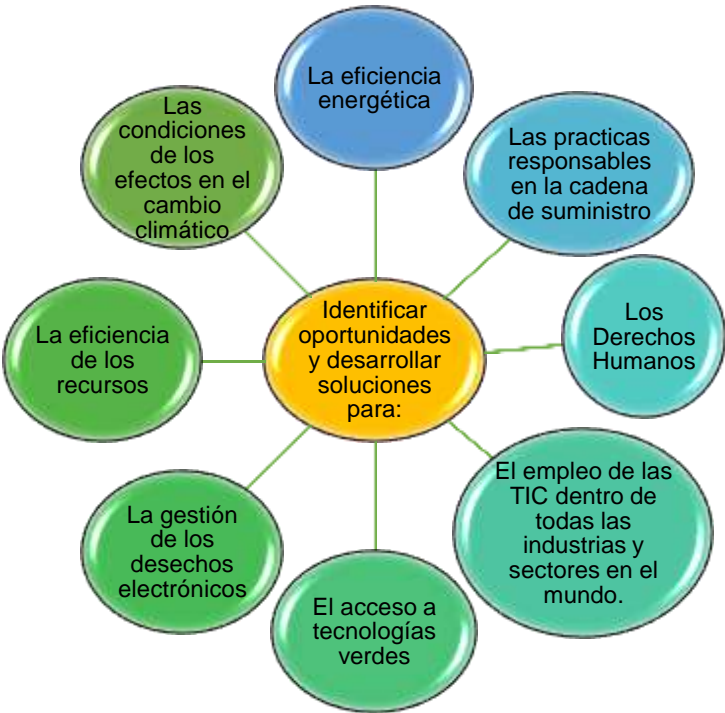 La eficiencia
energética
Las practicas
responsables
en la cadena
de suministro
Los
Derechos
Humanos
El empleo de las
TIC dentro de
todas las
industrias y
sectores en el
mundo.
El acceso a
tecnologías
verdes
La gestión
de los
desechos
electrónicos
La eficiencia
de los
recursos
Las
condiciones
de los
efectos en el
cambio
climático
Identificar
oportunidades
y desarrollar
soluciones
para: